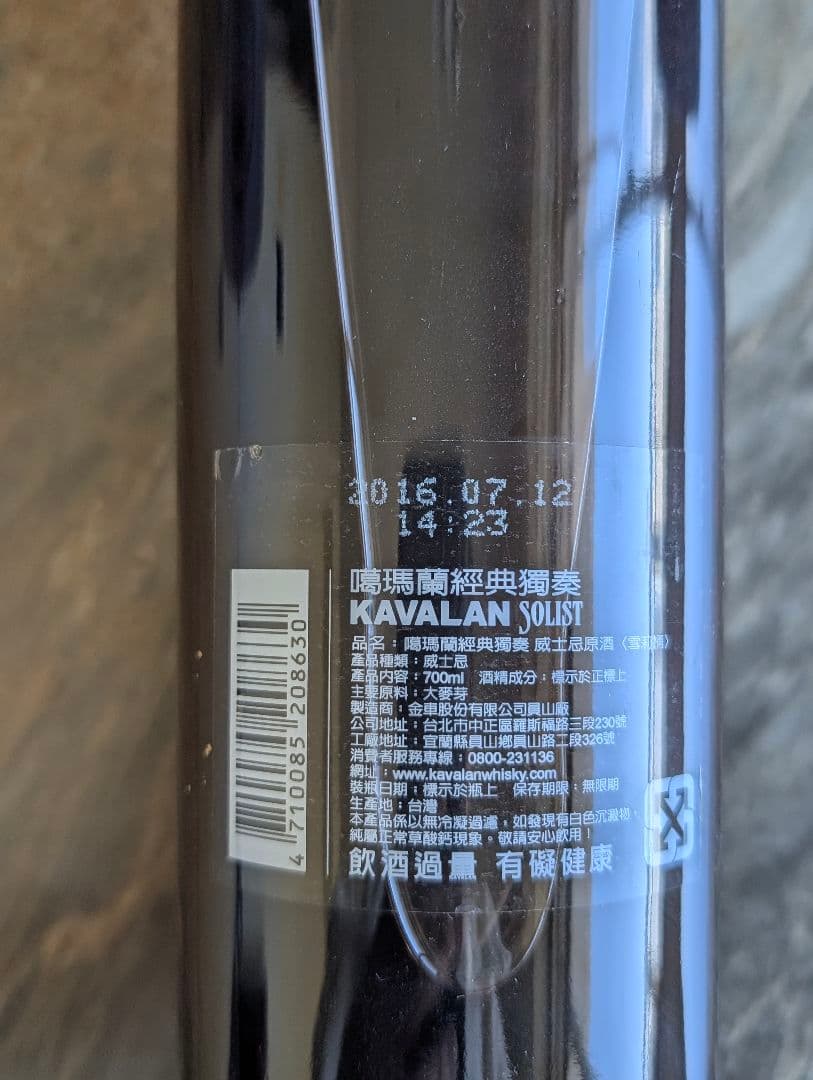 2016.07.12
14:23
噶瑪蘭經典獨奏
KAVALAN SOLIST
品名：噶瑪蘭經典獨奏 威士忌原酒〈雪莉桶〉
產品種類：威士忌
產品內容：700ml 酒精成分：標示於正標上
主要原料：大麥芽
製造商：金車股份有限公司員山廠
公司地址：台北市中正區羅斯福路三段230號
工廠地址：宜蘭縣員山鄉員山路二段326號
消費者服務專線：0800-231136
網址：www.kavalanwhisky.com
裝瓶日期：標示於瓶上 保存期限：無限期
生產地：台灣
本產品係以無冷凝過濾，如發現有白色沉澱物，
純屬正常草酸鈣現象。敬請安心飲用！
飲酒過量 有礙健康
4 710085 208630